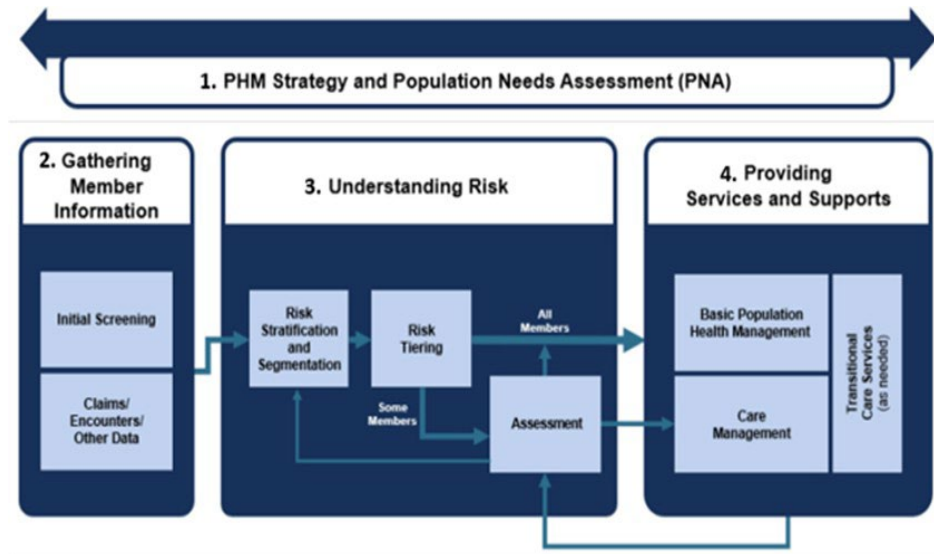 1. PHM Strategy and Population Needs Assessment (PNA)
2. Gathering
Member
Information
Initial Screening
Claims/
Encounters/
Other Data
3. Understanding Risk
Risk
Stratification
and
Segmentation
Risk
Tiering
All
Members
Some
Members
Assessment
4. Providing
Services and Supports
Basic Population
Health Management
Care
Management
Transitional
Care Services
(as needed)